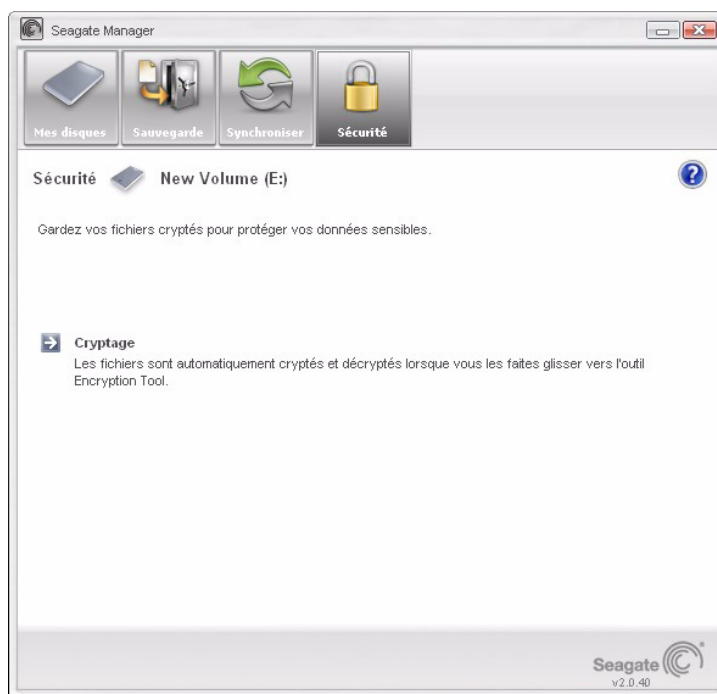 Seagate Manager
Mes disques
Sauvegarde
Synchroniser
Sécurité
Sécurité New Volume (E:)
Gardez vos fichiers cryptés pour protéger vos données sensibles.
Cryptage
Les fichiers sont automatiquement cryptés et décryptés lorsque vous les faites glisser vers l'outil
Encryption Tool.
Seagate
v2.0.40